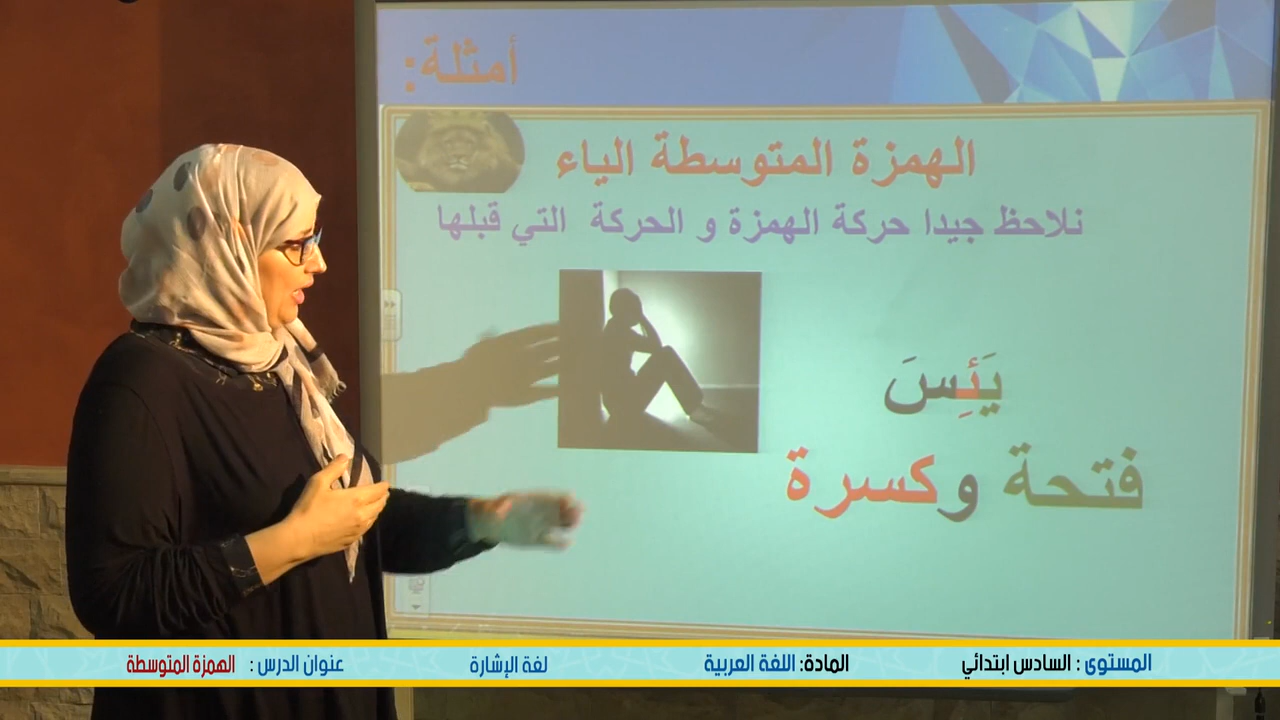 أمثلة:
الهمزة المتوسطة الياء
نلاحظ جيدا حركة الهمزة و الحركة التي قبلها
يَئِسَ
فتحة وكسرة
المستوى : السادس ابتدائي المادة: اللغة العربية لغة الإشارة عنوان الدرس : الهمزة المتوسطة